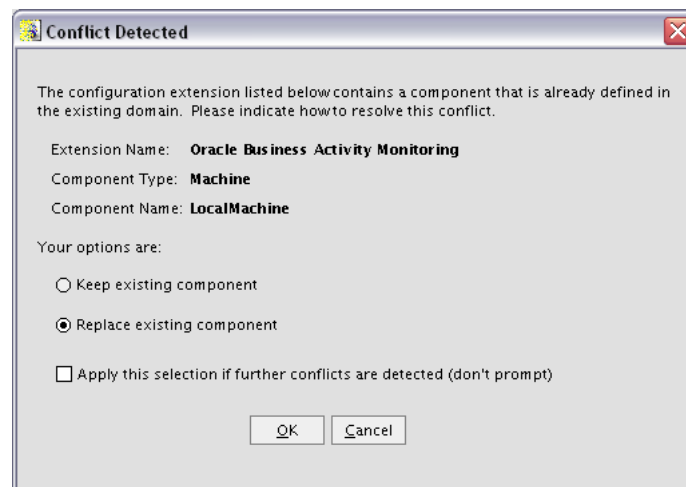 Conflict Detected
The configuration extension listed below contains a component that is already defined in
the existing domain. Please indicate how to resolve this conflict.
Extension Name: Oracle Business Activity Monitoring
Component Type: Machine
Component Name: LocalMachine
Your options are:
Keep existing component
Replace existing component
Apply this selection if further conflicts are detected (don't prompt)
OK Cancel